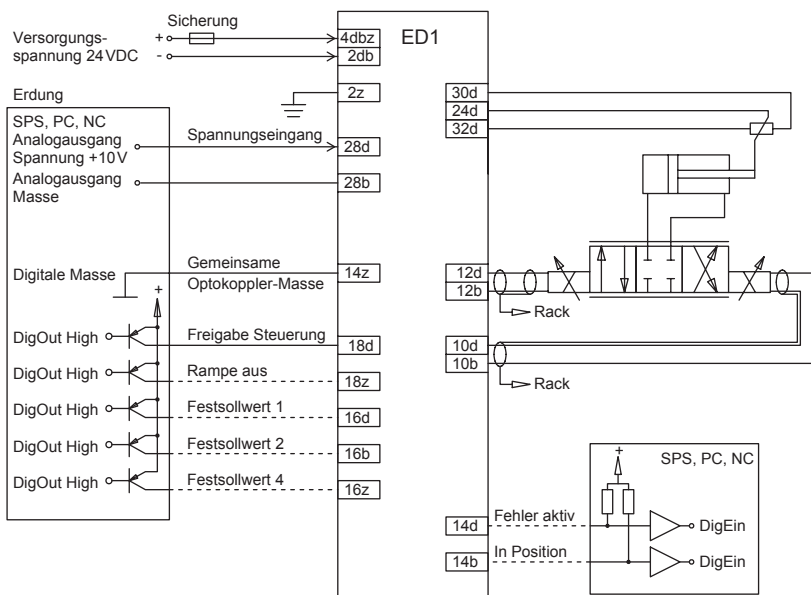 Sicherung
Versorgungs-
spannung 24VDC
+
-
4dbz
2db
ED1
Erdung
2z
30d
24d
32d
SPS, PC, NC
Analogausgang
Spannung +10V
Spannungseingang
28d
Analogausgang
Masse
28b
Digitale Masse
Gemeinsame
Optokoppler-Masse
14z
12d
12b
Rack
+
DigOut High
Freigabe Steuerung
18d
10d
10b
Rack
DigOut High
Rampe aus
18z
DigOut High
Festsollwert 1
16d
DigOut High
Festsollwert 2
16b
DigOut High
Festsollwert 4
16z
+
SPS, PC, NC
14d
Fehler aktiv
DigEin
14b
In Position
DigEin